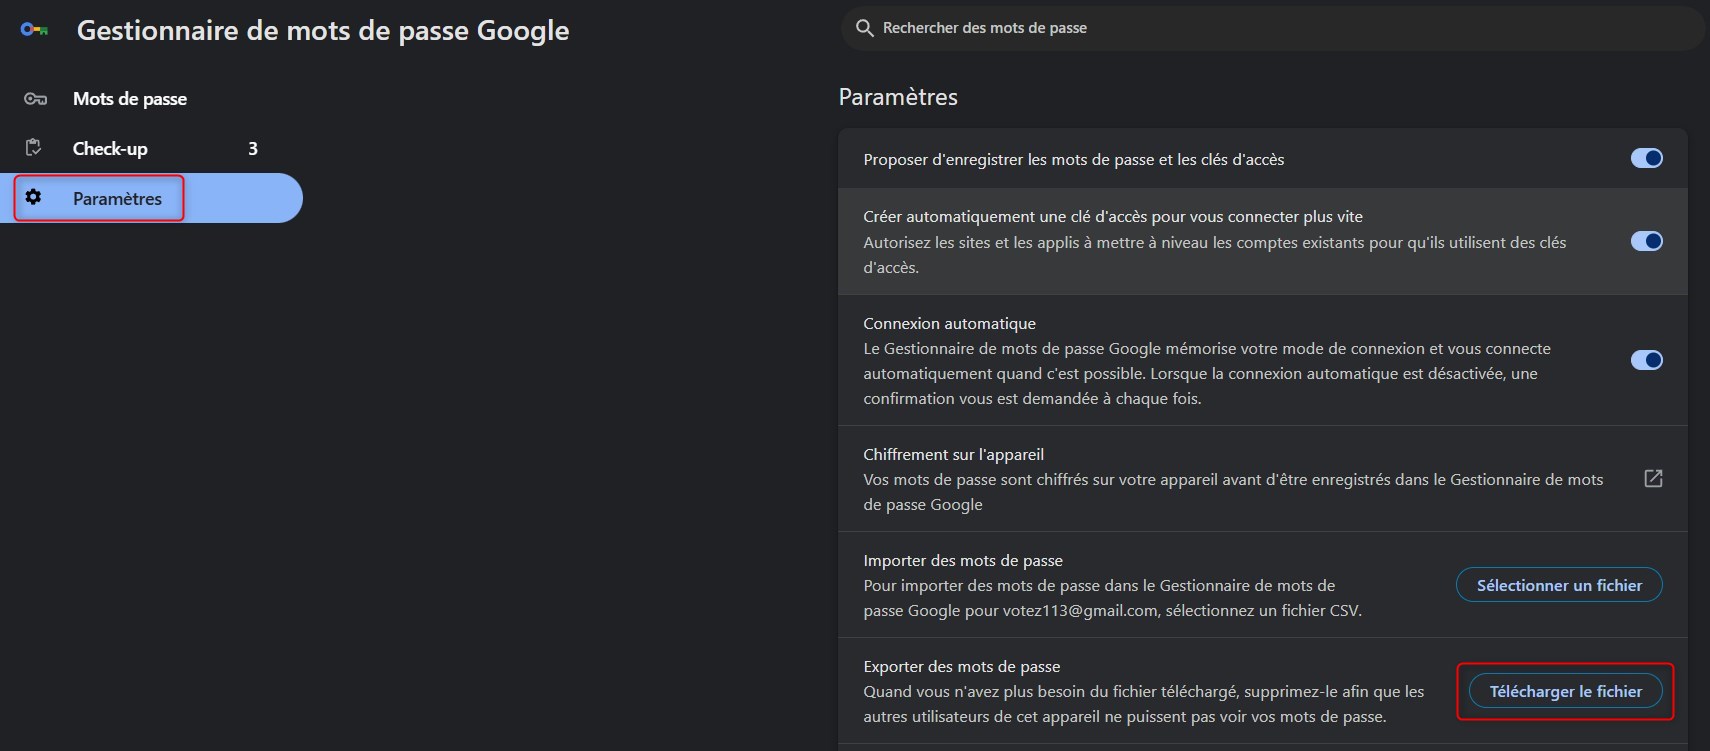 Gestionnaire de mots de passe Google
Rechercher des mots de passe
Mots de passe
Check-up 3
Paramètres
Paramètres
Proposer d'enregistrer les mots de passe et les clés d'accès
Créer automatiquement une clé d'accès pour vous connecter plus vite
Autorisez les sites et les applis à mettre à niveau les comptes existants pour qu'ils utilisent des clés
d'accès.
Connexion automatique
Le Gestionnaire de mots de passe Google mémorise votre mode de connexion et vous connecte
automatiquement quand c'est possible. Lorsque la connexion automatique est désactivée, une
confirmation vous est demandée à chaque fois.
Chiffrement sur l'appareil
Vos mots de passe sont chiffrés sur votre appareil avant d'être enregistrés dans le Gestionnaire de mots
de passe Google
Importer des mots de passe
Pour importer des mots de passe dans le Gestionnaire de mots de
passe Google pour votez113@gmail.com, sélectionnez un fichier CSV.
Sélectionner un fichier
Exporter des mots de passe
Quand vous n'avez plus besoin du fichier téléchargé, supprimez-le afin que les
autres utilisateurs de cet appareil ne puissent pas voir vos mots de passe.
Télécharger le fichier